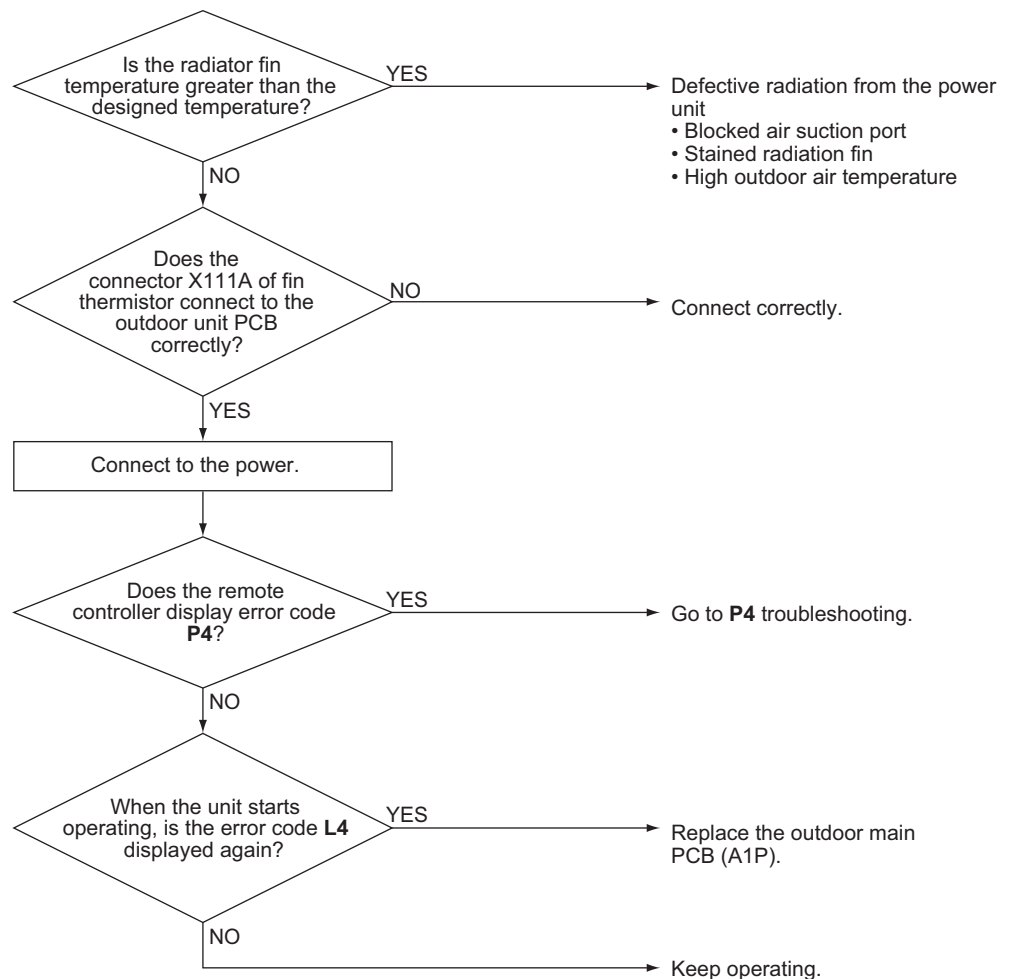 Is the radiator fin
temperature greater than the
designed temperature?
YES
Defective radiation from the power
unit
• Blocked air suction port
• Stained radiation fin
• High outdoor air temperature
NO
Does the
connector X111A of fin
thermistor connect to the
outdoor unit PCB
correctly?
NO
Connect correctly.
YES
Connect to the power.
Does the remote
controller display error code
P4?
YES
Go to P4 troubleshooting.
NO
When the unit starts
operating, is the error code L4
displayed again?
YES
Replace the outdoor main
PCB (A1P).
NO
Keep operating.